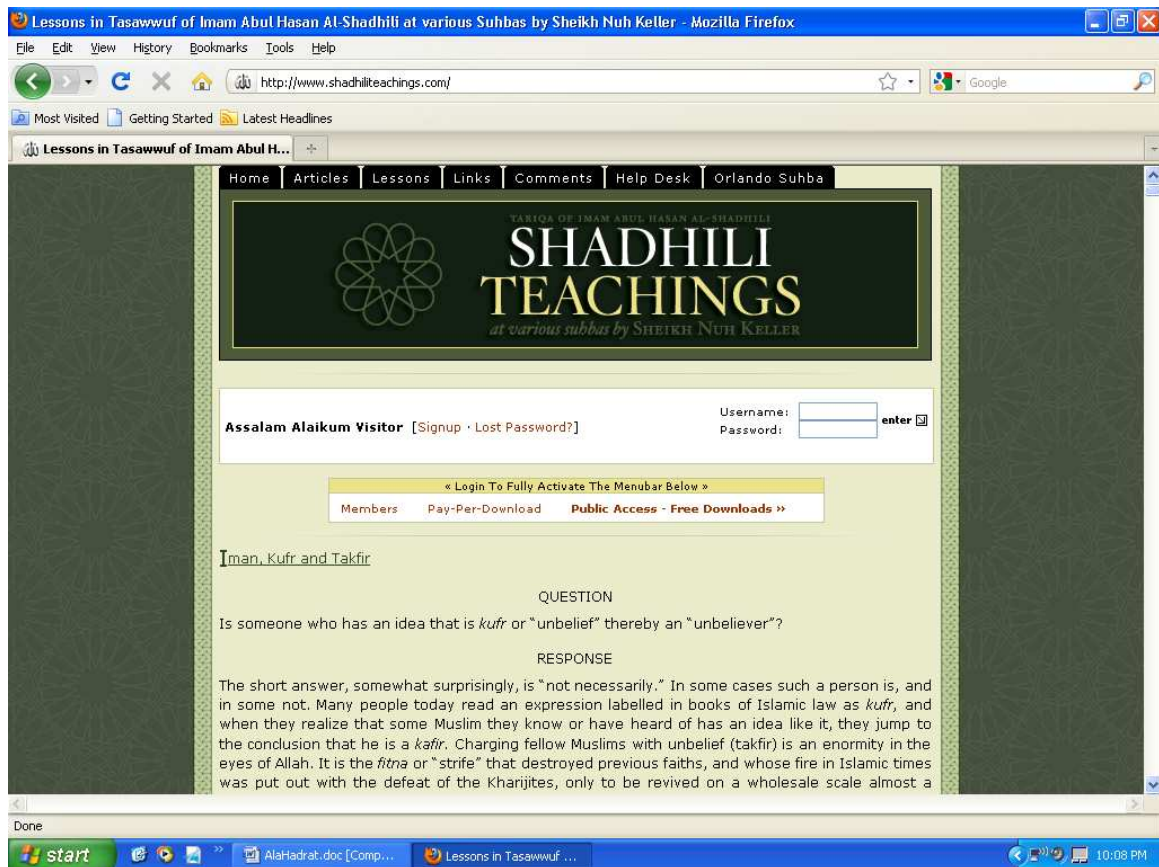 Lessons in Tasawwuf of Imam Abul Hasan Al-Shadhili at various Suhbas by Sheikh Nuh Keller - Mozilla Firefox
File Edit View History Bookmarks Tools Help
http://www.shadhiliteachings.com/ Google
Most Visited Getting Started Latest Headlines
Lessons in Tasawwuf of Imam Abul H...
Home Articles Lessons Links Comments Help Desk Orlando Suhba
TARIQA OF IMAM ABUL HASAN AL-SHADHILI
SHADHILI
TEACHINGS
at various suhbas by SHEIKH NUH KELLER
Assalam Alaikum Visitor [Signup · Lost Password?]
Username:
Password:
enter
« Login To Fully Activate The Menubar Below »
Members Pay-Per-Download Public Access - Free Downloads »
Iman, Kufr and Takfir
QUESTION
Is someone who has an idea that is kufr or “unbelief” thereby an “unbeliever”?
RESPONSE
The short answer, somewhat surprisingly, is “not necessarily.” In some cases such a person is, and
in some not. Many people today read an expression labelled in books of Islamic law as kufr, and
when they realize that some Muslim they know or have heard of has an idea like it, they jump to
the conclusion that he is a kafir. Charging fellow Muslims with unbelief (takfir) is an enormity in the
eyes of Allah. It is the fitna or “strife” that destroyed previous faiths, and whose fire in Islamic times
was put out with the defeat of the Kharijites, only to be revived on a wholesale scale almost a
Done
start » AlaHadrat.doc [Comp... Lessons in Tasawwuf ... 10:08 PM